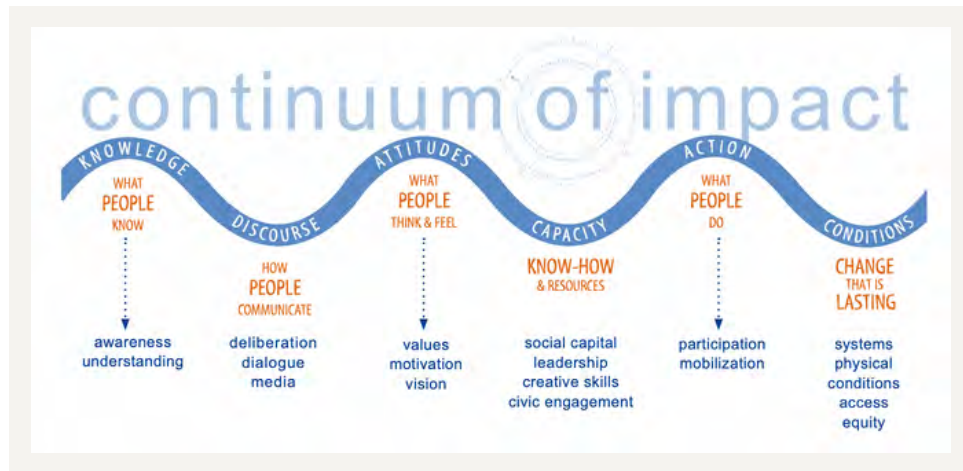 continuum of impact
KNOWLEDGE
WHAT
PEOPLE
KNOW
awareness
understanding
DISCOURSE
HOW
PEOPLE
COMMUNICATE
deliberation
dialogue
media
ATTITUDES
WHAT
PEOPLE
THINK & FEEL
values
motivation
vision
CAPACITY
KNOW-HOW
& RESOURCES
social capital
leadership
creative skills
civic engagement
ACTION
WHAT
PEOPLE
DO
participation
mobilization
CONDITIONS
CHANGE
THAT IS
LASTING
systems
physical
conditions
access
equity